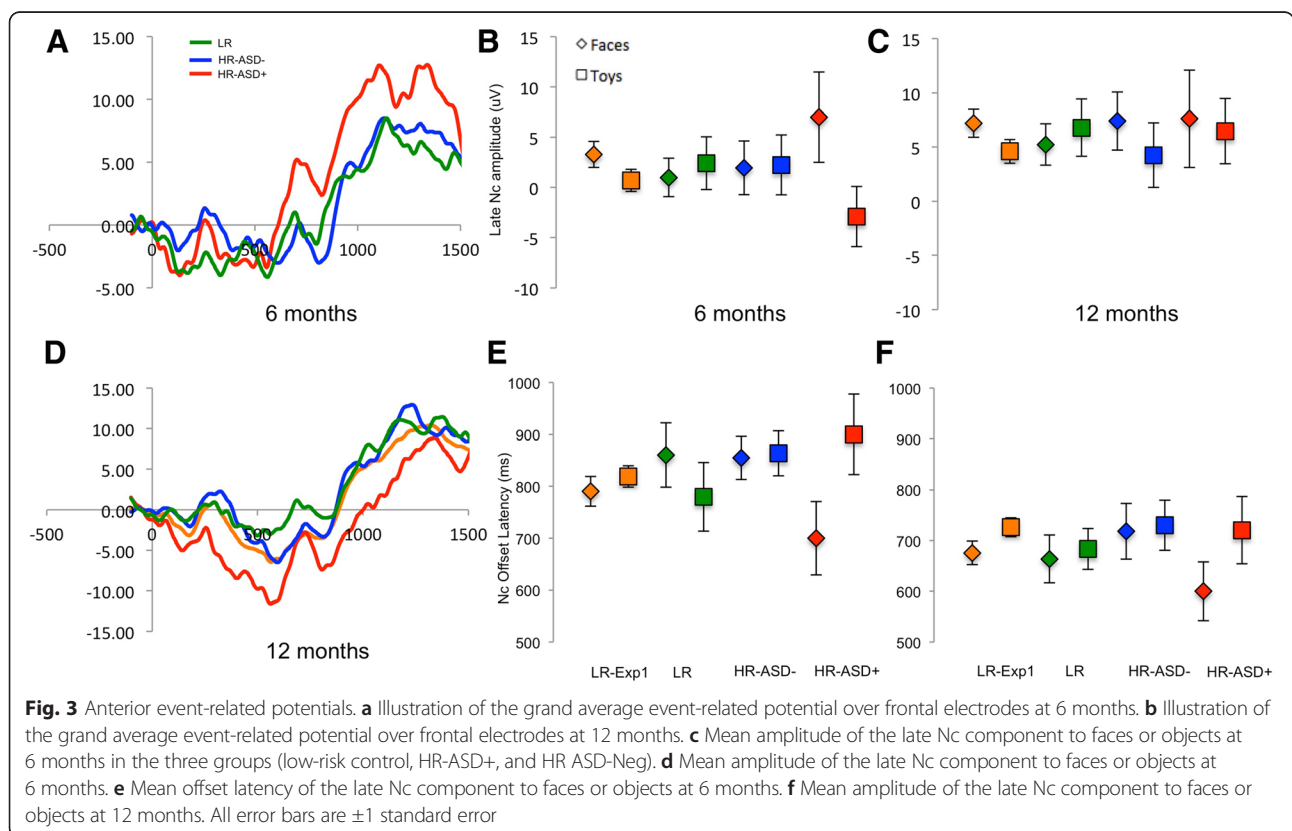 A
15.00
10.00
5.00
0.00
-5.00
-500
0
500
1000
1500
LR
HR-ASD-
HR-ASD+
6 months
B
Late Nc amplitude (uV)
15
10
5
0
-5
-10
Faces
Toys
6 months
C
15
10
5
0
-5
-10
12 months
D
15.00
10.00
5.00
0.00
-5.00
-10.00
-15.00
-500
0
500
1000
1500
12 months
E
Nc Offset Latency (ms)
1000
900
800
700
600
500
LR-Exp1 LR HR-ASD- HR-ASD+
F
1000
900
800
700
600
500
LR-Exp1 LR HR-ASD- HR-ASD+
Fig. 3 Anterior event-related potentials. a Illustration of the grand average event-related potential over frontal electrodes at 6 months. b Illustration of
the grand average event-related potential over frontal electrodes at 12 months. c Mean amplitude of the late Nc component to faces or objects at
6 months in the three groups (low-risk control, HR-ASD+, and HR ASD-Neg). d Mean amplitude of the late Nc component to faces or objects at
6 months. e Mean offset latency of the late Nc component to faces or objects at 6 months. f Mean amplitude of the late Nc component to faces or
objects at 12 months. All error bars are ±1 standard error